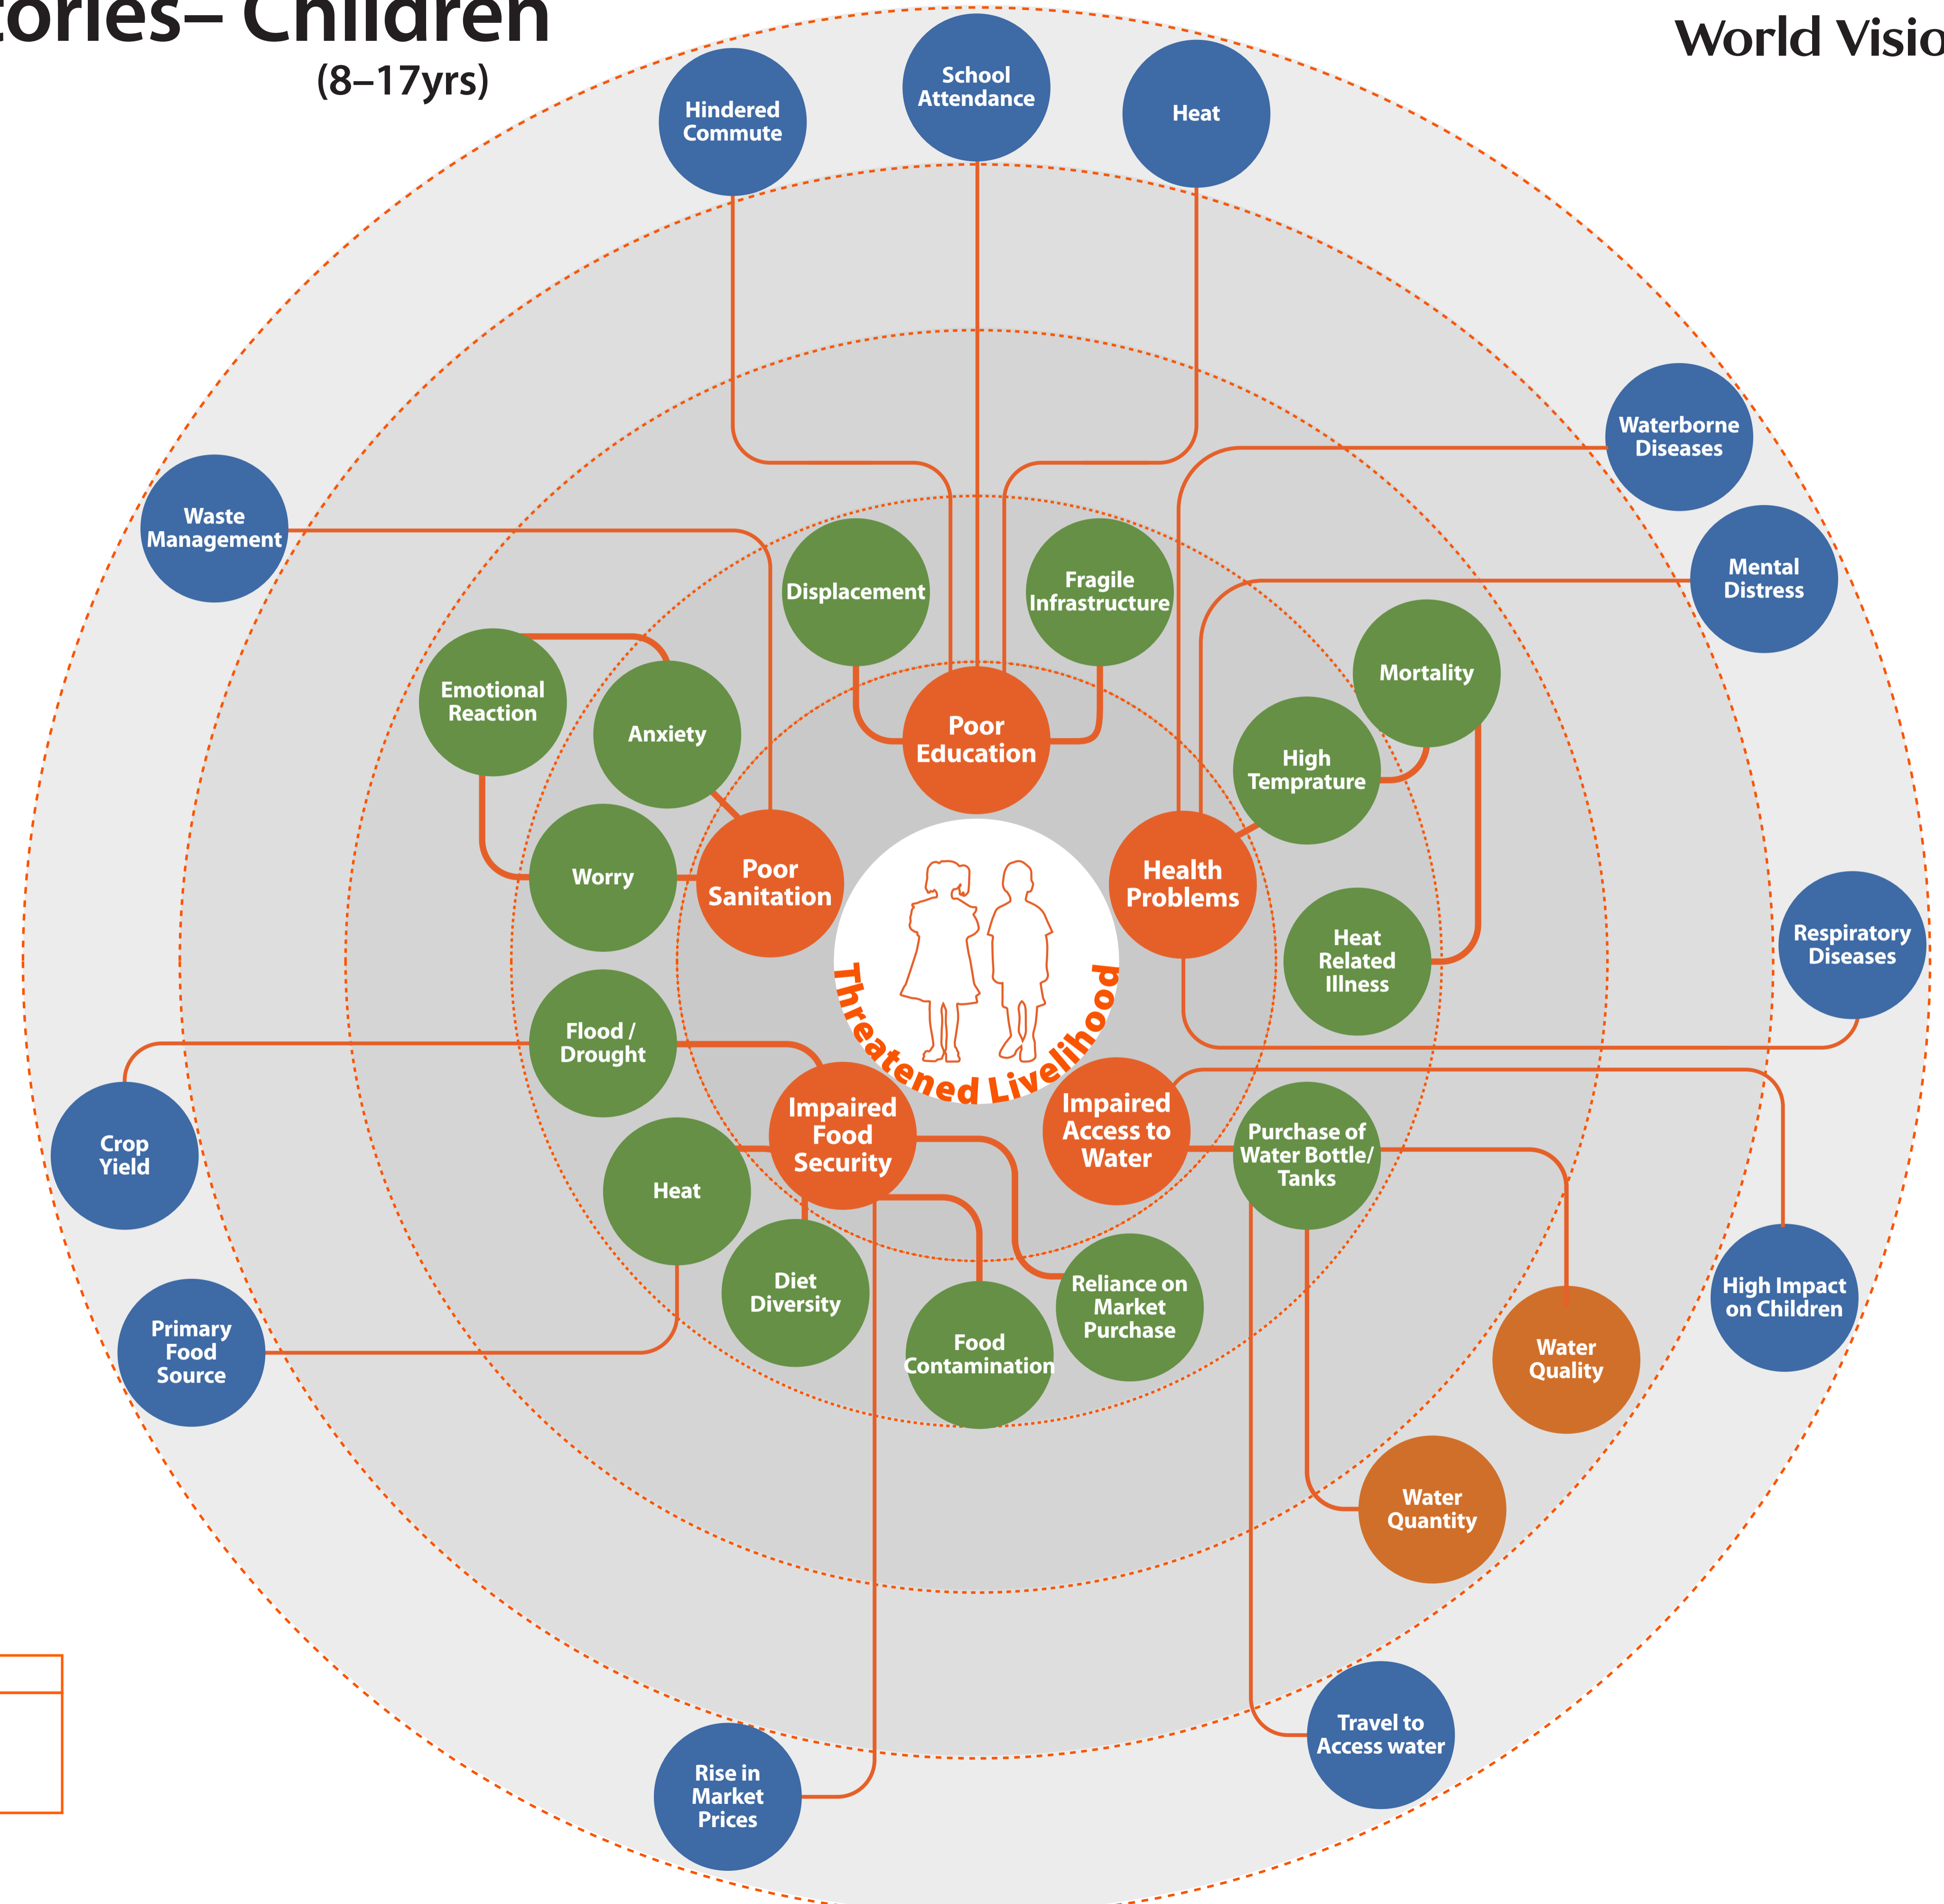 – Children
(8–17yrs)
World
Hindered
Commute
School
Attendance
Heat
Waterborne
Diseases
Waste
Management
Mental
Distress
Displacement
Fragile
Infrastructure
Mortality
Emotional
Reaction
Anxiety
Poor
Education
High
Temprature
Worry
Poor
Sanitation
Health
Problems
Heat
Related
Illness
Respiratory
Diseases
Threatened Livelihood
Flood /
Drought
Crop
Yield
Impaired
Food
Security
Impaired
Access to
Water
Purchase of
Water Bottle/
Tanks
Heat
Diet
Diversity
Food
Contamination
Reliance on
Market
Purchase
High Impact
on Children
Primary
Food
Source
Water
Quality
Water
Quantity
Travel to
Access water
Rise in
Market
Prices